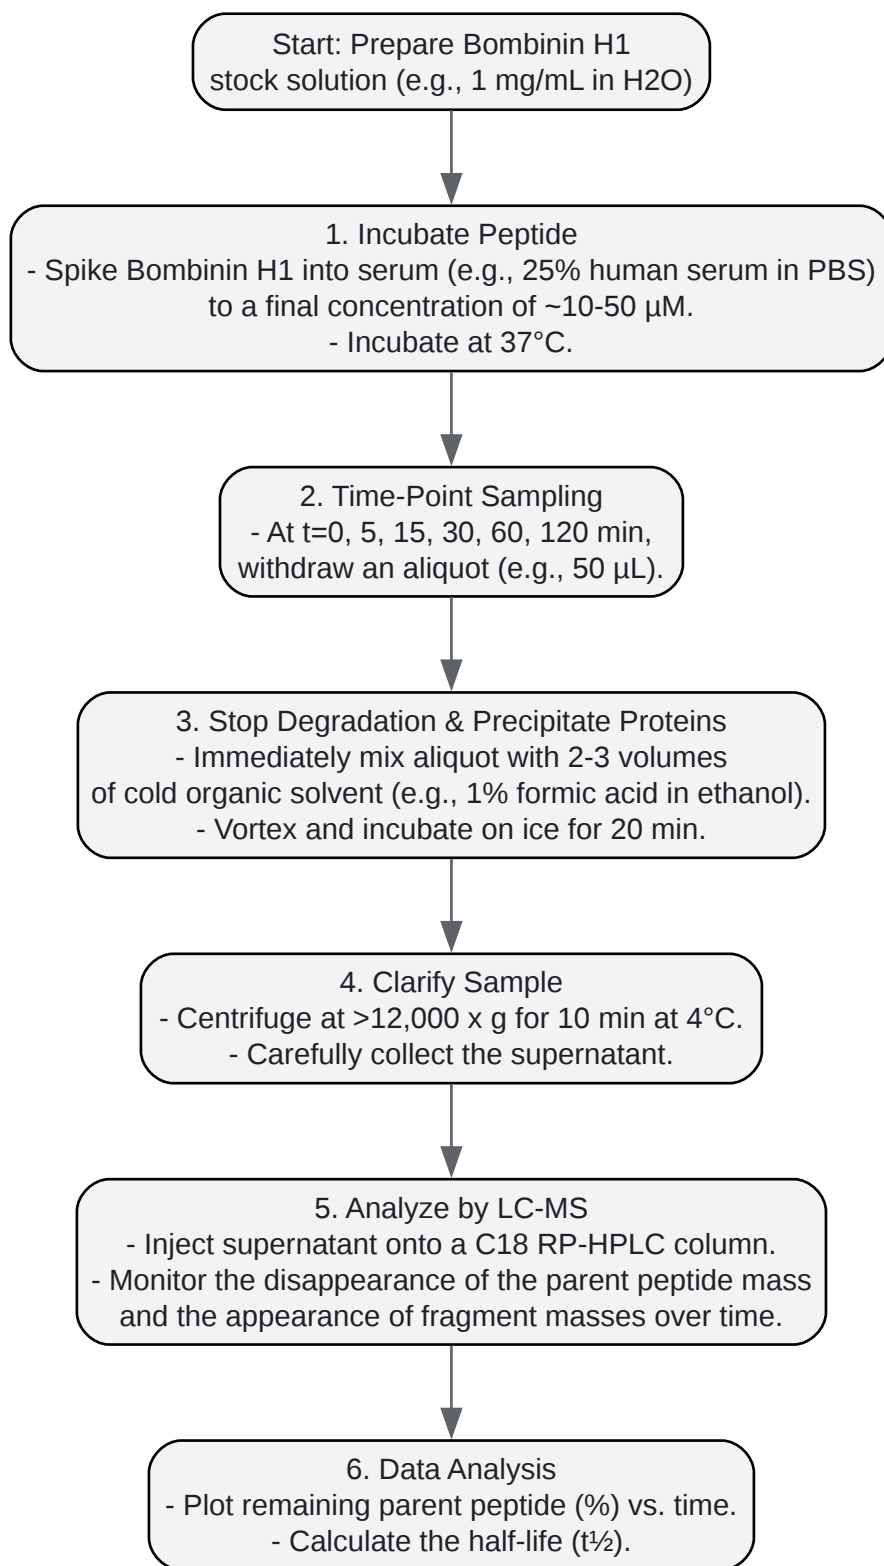 Start: Prepare Bombinin H1
stock solution (e.g., 1 mg/mL in H2O)
1. Incubate Peptide
- Spike Bombinin H1 into serum (e.g., 25% human serum in PBS)
to a final concentration of ~10-50 µM.
- Incubate at 37°C.
2. Time-Point Sampling
- At t=0, 5, 15, 30, 60, 120 min,
withdraw an aliquot (e.g., 50 µL).
3. Stop Degradation & Precipitate Proteins
- Immediately mix aliquot with 2-3 volumes
of cold organic solvent (e.g., 1% formic acid in ethanol).
- Vortex and incubate on ice for 20 min.
4. Clarify Sample
- Centrifuge at >12,000 x g for 10 min at 4°C.
- Carefully collect the supernatant.
5. Analyze by LC-MS
- Inject supernatant onto a C18 RP-HPLC column.
- Monitor the disappearance of the parent peptide mass
and the appearance of fragment masses over time.
6. Data Analysis
- Plot remaining parent peptide (%) vs. time.
- Calculate the half-life (t½).